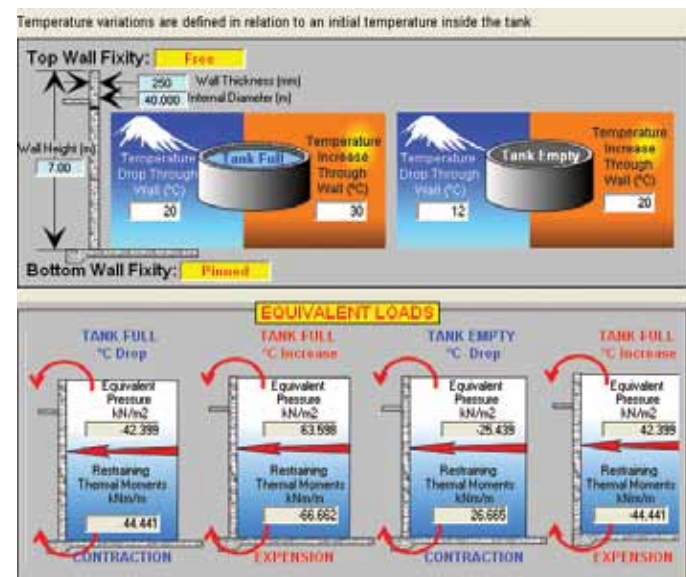 Temperature variations are defined in relation to an initial temperature inside the tank
Top Wall Fixity: Free
250 Wall Thickness (mm)
40.000 Internal Diameter (m)
Wall Height (m)
7.00
Temperature
Drop Through
Wall (°C)
20
Tank Full
Temperature
Increase
Through
Wall (°C)
30
Temperature
Drop Through
Wall (°C)
12
Tank Empty
Temperature
Increase
Through
Wall (°C)
20
Bottom Wall Fixity: Pinned
EQUIVALENT LOADS
TANK FULL
°C Drop
Equivalent
Pressure
kN/m2
-42.399
Restraining
Thermal Moments
kNm/m
44.441
CONTRACTION
TANK FULL
°C Increase
Equivalent
Pressure
kN/m2
63.598
Restraining
Thermal Moments
kNm/m
-66.662
EXPENSION
TANK EMPTY
°C Drop
Equivalent
Pressure
kN/m2
-25.439
Restraining
Thermal Moments
kNm/m
26.665
CONTRACTION
TANK FULL
°C Increase
Equivalent
Pressure
kN/m2
42.399
Restraining
Thermal Moments
kNm/m
-44.441
EXPENSION